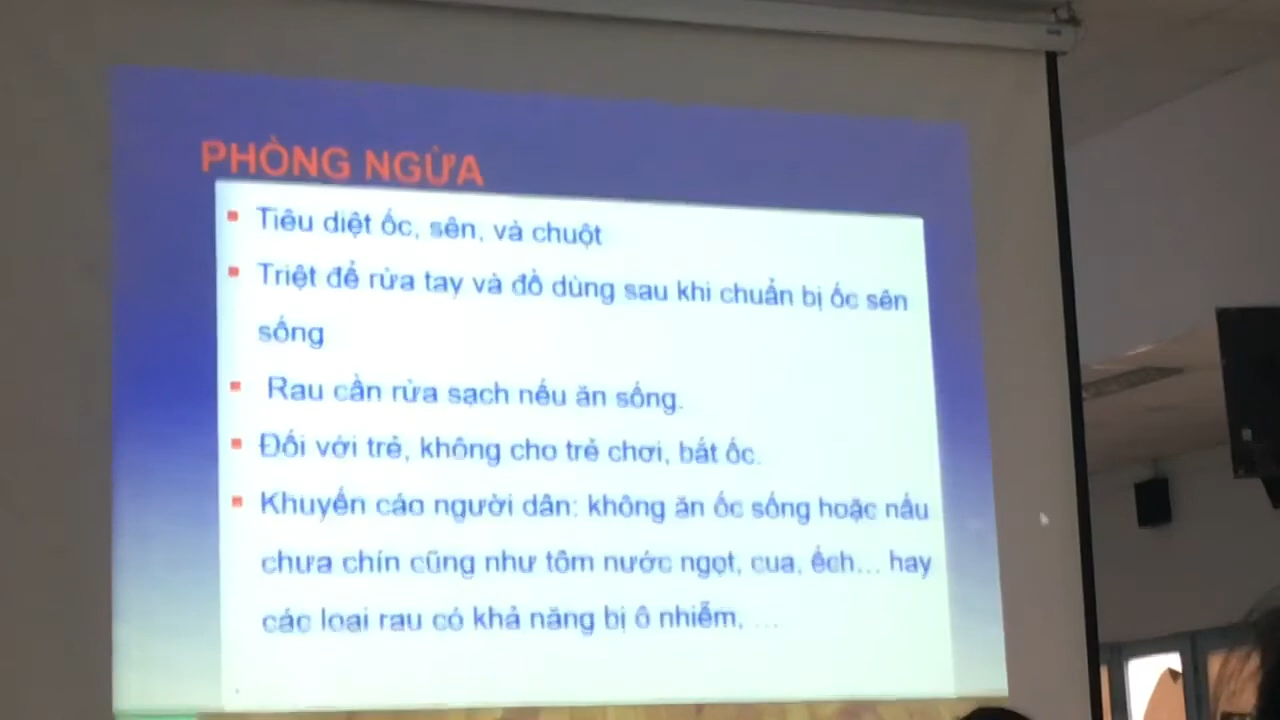 PHÒNG NGỪA
Tiêu diệt ốc, sên, và chuột
Triệt để rửa tay và đồ dùng sau khi chuẩn bị ốc sên
sống
Rau cần rửa sạch nếu ăn sống.
Đối với trẻ, không cho trẻ chơi, bắt ốc.
Khuyến cáo người dân: không ăn ốc sống hoặc nấu
chưa chín cũng như tôm nước ngọt, cua, ếch... hay
các loại rau có khả năng bị ô nhiễm, ...